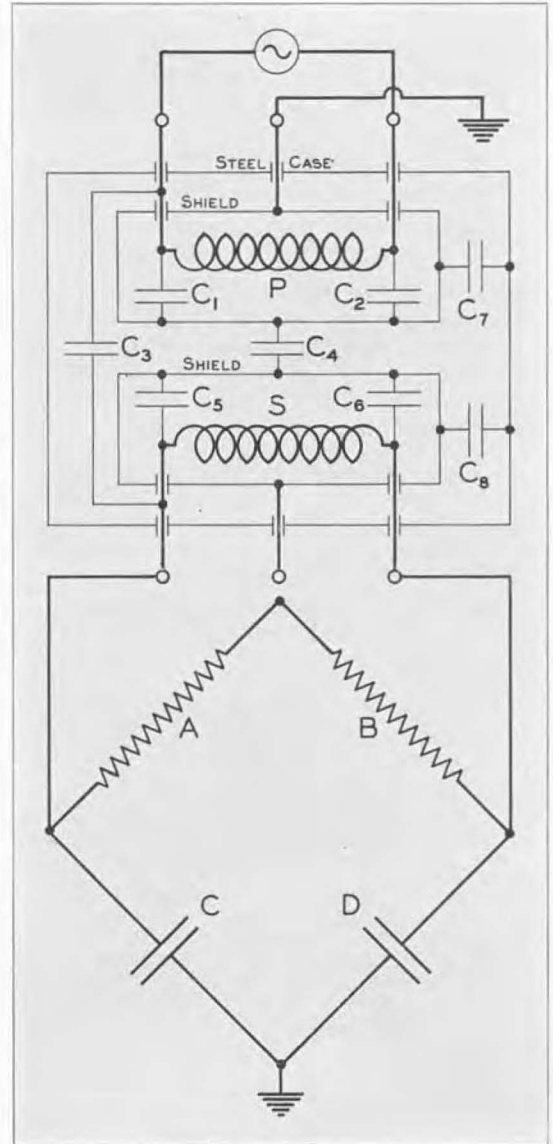 STEEL CASE
SHIELD
P
C1 C2
C7
C3 C4
SHIELD
C5 S C6
C8
A B
C D